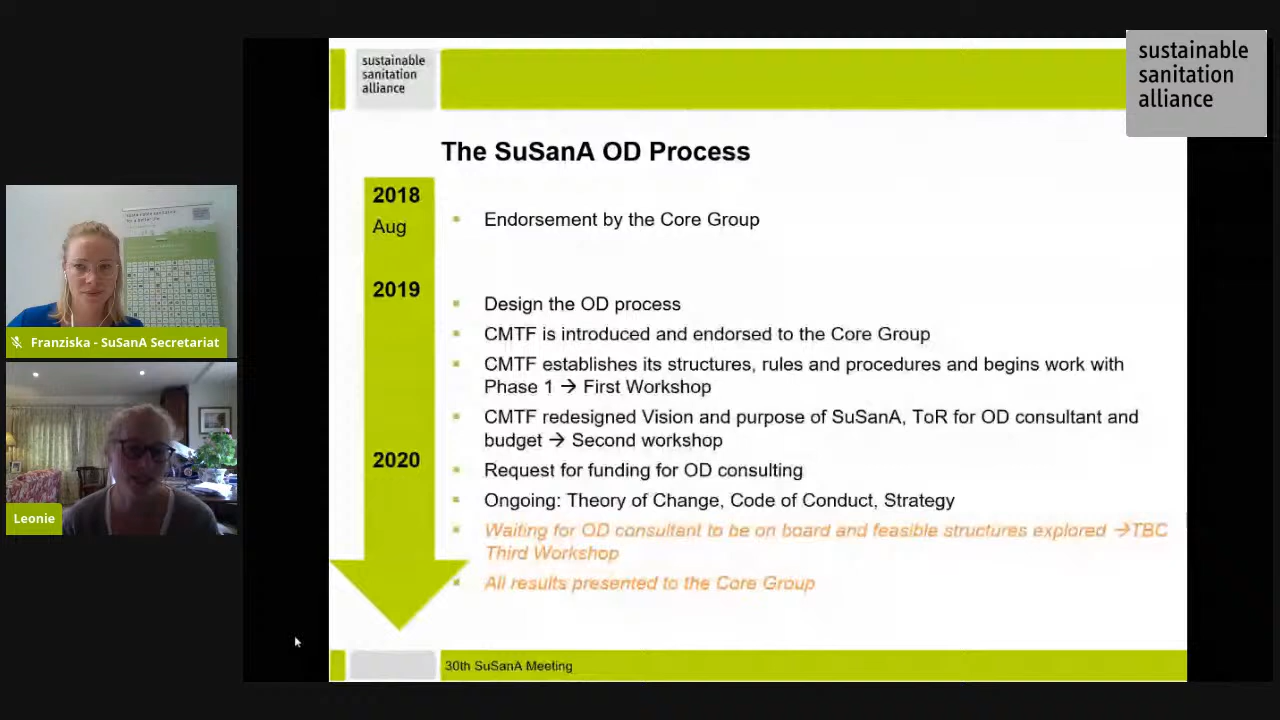 sustainable
sanitation
alliance
sustainable
sanitation
alliance
The SuSanA OD Process
2018
Aug
Endorsement by the Core Group
2019
Design the OD process
CMTF is introduced and endorsed to the Core Group
CMTF establishes its structures, rules and procedures and begins work with
Phase 1 → First Workshop
CMTF redesigned Vision and purpose of SuSanA, ToR for OD consultant and
budget → Second workshop
2020
Request for funding for OD consulting
Ongoing: Theory of Change, Code of Conduct, Strategy
Waiting for OD consultant to be on board and feasible structures explored →TBC
Third Workshop
All results presented to the Core Group
30th SuSanA Meeting
Franziska - SuSanA Secretariat
Leonie